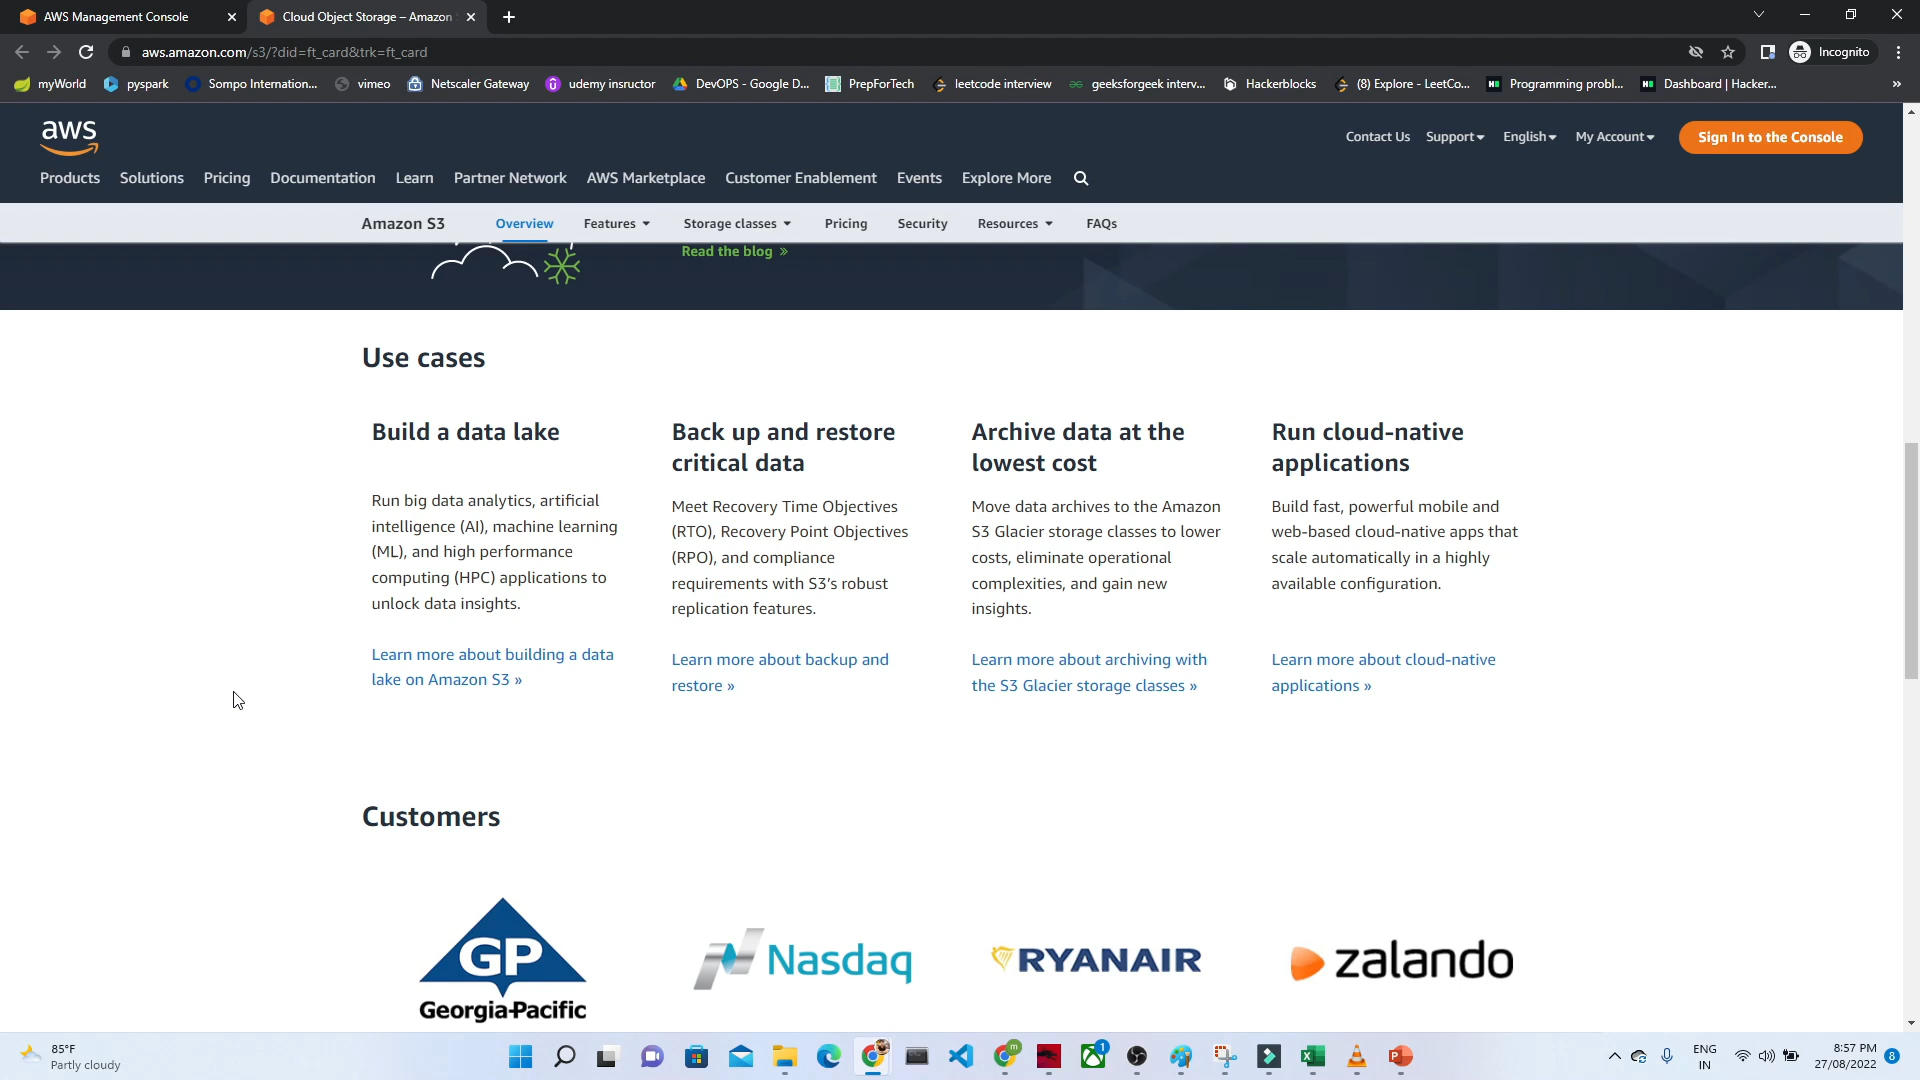 AWS Management Console
Cloud Object Storage – Amazon
aws.amazon.com/s3/?did=ft_card&trk=ft_card
Incognito
myWorld
pyspark
Sompo Internation...
vimeo
Netscaler Gateway
udemy insructor
DevOPS - Google D...
PrepForTech
leetcode interview
geeksforgeek interv...
Hackerblocks
(8) Explore - LeetCo...
Programming probl...
Dashboard | Hacker...
»
aws
Contact Us
Support
English
My Account
Sign In to the Console
Products
Solutions
Pricing
Documentation
Learn
Partner Network
AWS Marketplace
Customer Enablement
Events
Explore More
Amazon S3
Overview
Features
Storage classes
Pricing
Security
Resources
FAQs
Read the blog »
Use cases
Build a data lake
Run big data analytics, artificial
intelligence (AI), machine learning
(ML), and high performance
computing (HPC) applications to
unlock data insights.
Learn more about building a data
lake on Amazon S3 »
Back up and restore
critical data
Meet Recovery Time Objectives
(RTO), Recovery Point Objectives
(RPO), and compliance
requirements with S3’s robust
replication features.
Learn more about backup and
restore »
Archive data at the
lowest cost
Move data archives to the Amazon
S3 Glacier storage classes to lower
costs, eliminate operational
complexities, and gain new
insights.
Learn more about archiving with
the S3 Glacier storage classes »
Run cloud-native
applications
Build fast, powerful mobile and
web-based cloud-native apps that
scale automatically in a highly
available configuration.
Learn more about cloud-native
applications »
Customers
GP
Georgia-Pacific
Nasdaq
RYANAIR
zalando
85°F
Partly cloudy
m
1
ENG
IN
8:57 PM
27/08/2022
8